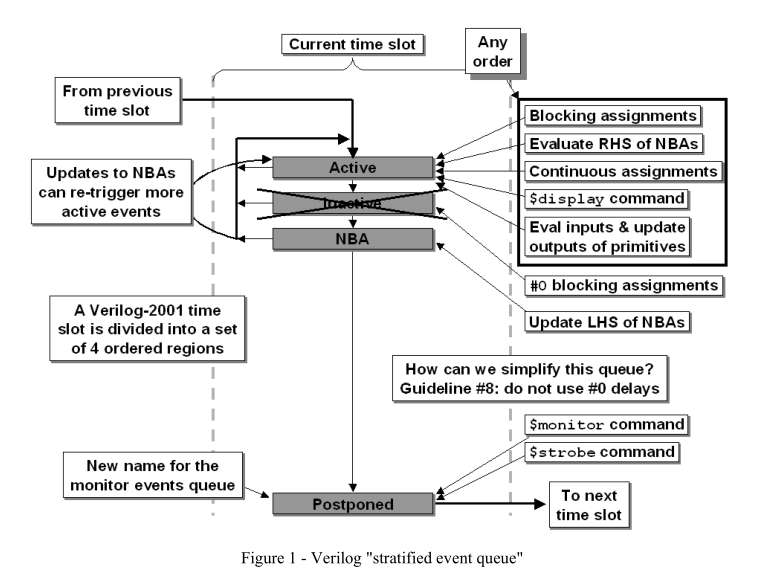 Current time slot
Any
order
From previous
time slot
Blocking assignments
Evaluate RHS of NBAs
Continuous assignments
$display command
Eval inputs & update
outputs of primitives
Updates to NBAs
can re-trigger more
active events
Active
Inactive
NBA
#0 blocking assignments
Update LHS of NBAs
A Verilog-2001 time
slot is divided into a set
of 4 ordered regions
How can we simplify this queue?
Guideline #8: do not use #0 delays
$monitor command
$strobe command
New name for the
monitor events queue
Postponed
To next
time slot
Figure 1 - Verilog "stratified event queue"